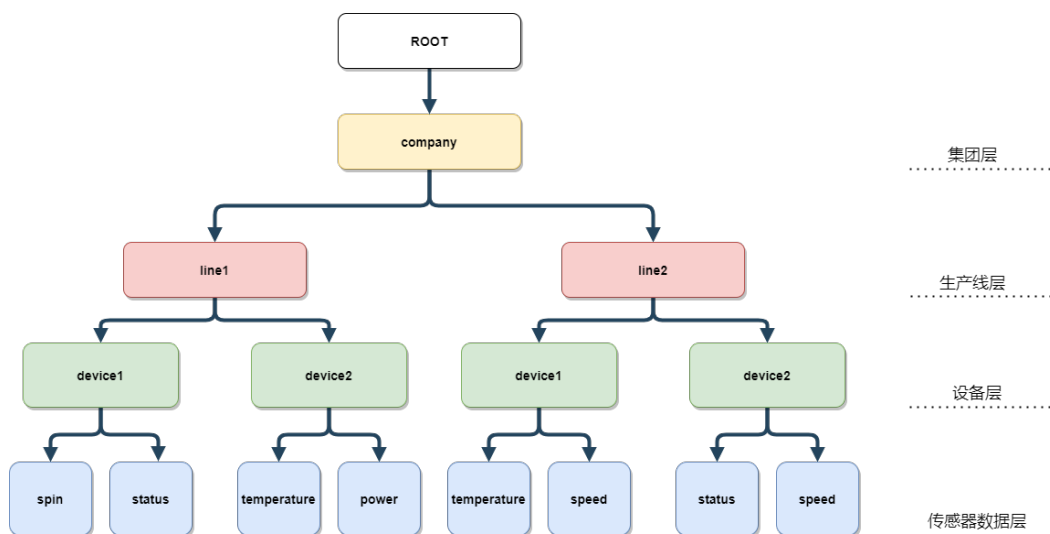 ROOT
company
集团层
line1
line2
生产线层
device1
device2
device1
device2
设备层
spin
status
temperature
power
temperature
speed
status
speed
传感器数据层